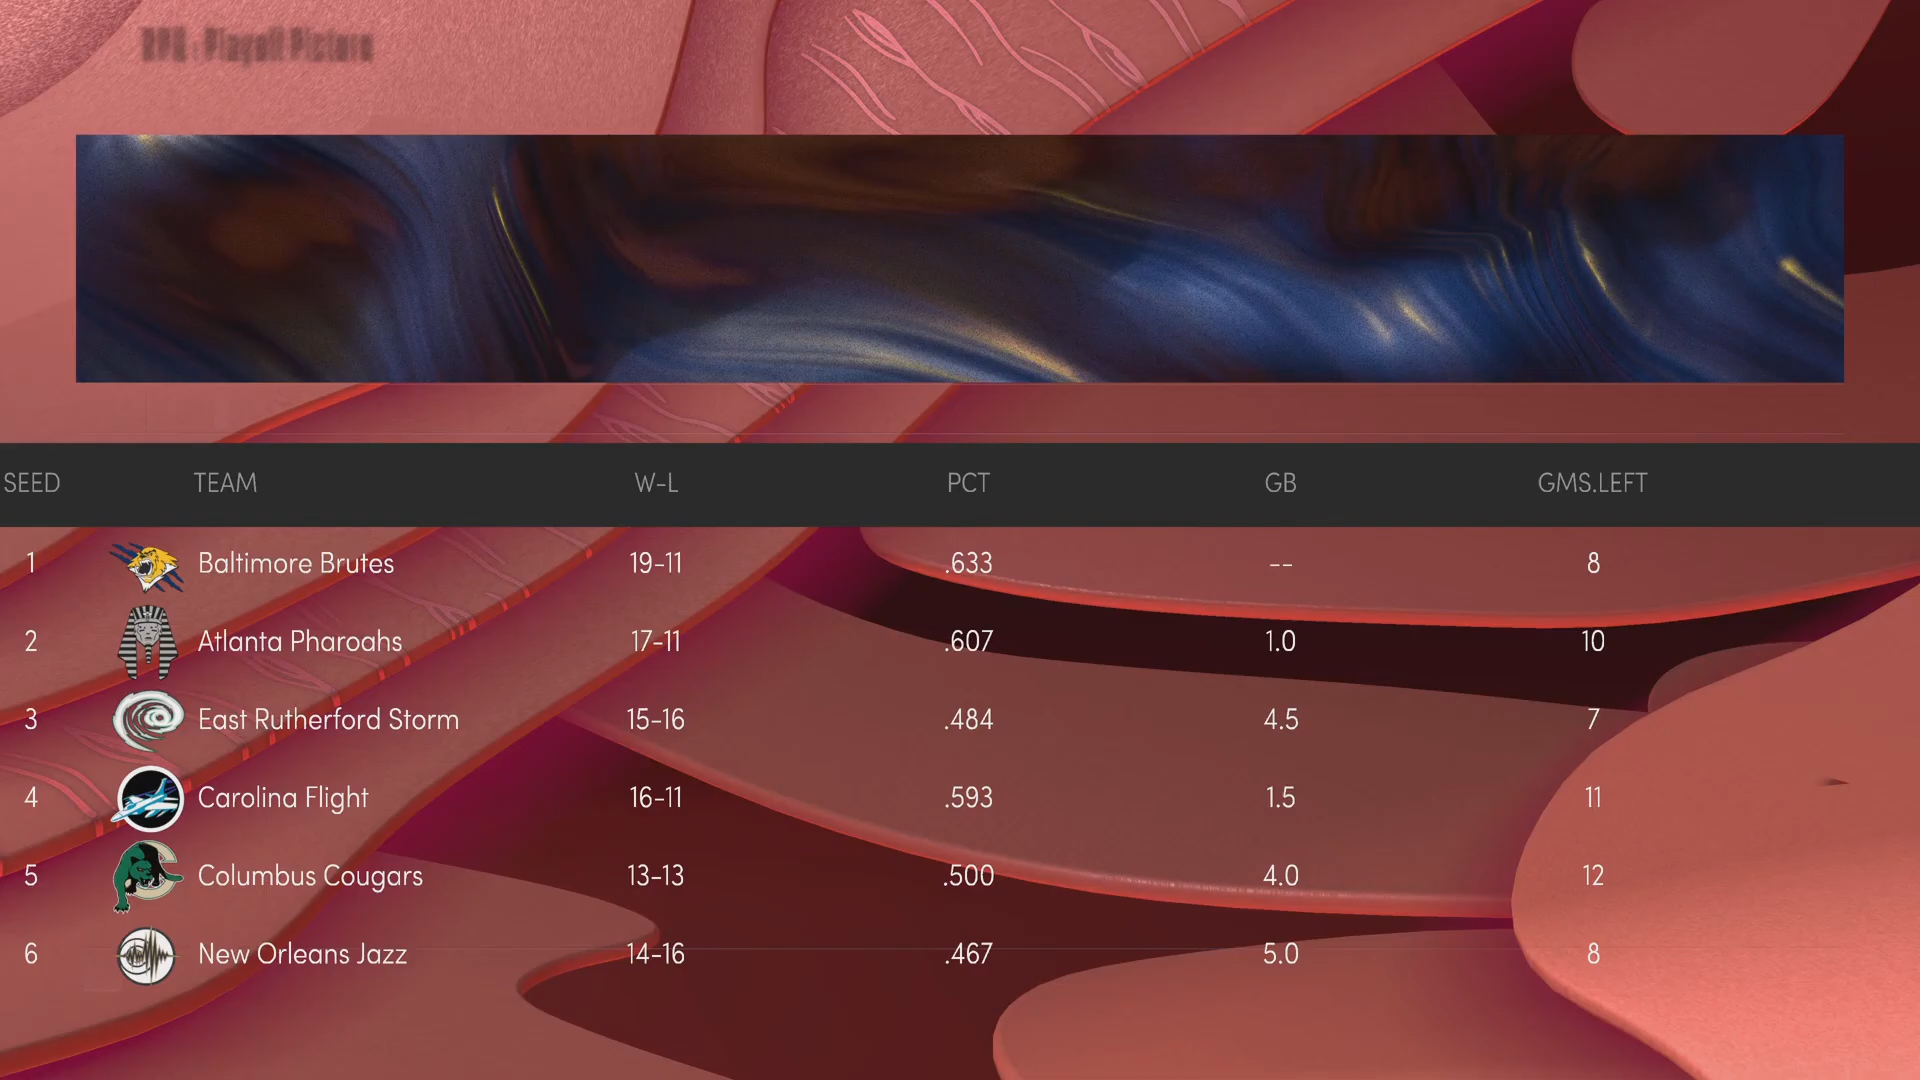 Playoff Picture
SEED TEAM W-L PCT GB GMS.LEFT
1 Baltimore Brutes 19-11 .633 -- 8
2 Atlanta Pharoahs 17-11 .607 1.0 10
3 East Rutherford Storm 15-16 .484 4.5 7
4 Carolina Flight 16-11 .593 1.5 11
5 Columbus Cougars 13-13 .500 4.0 12
6 New Orleans Jazz 14-16 .467 5.0 8